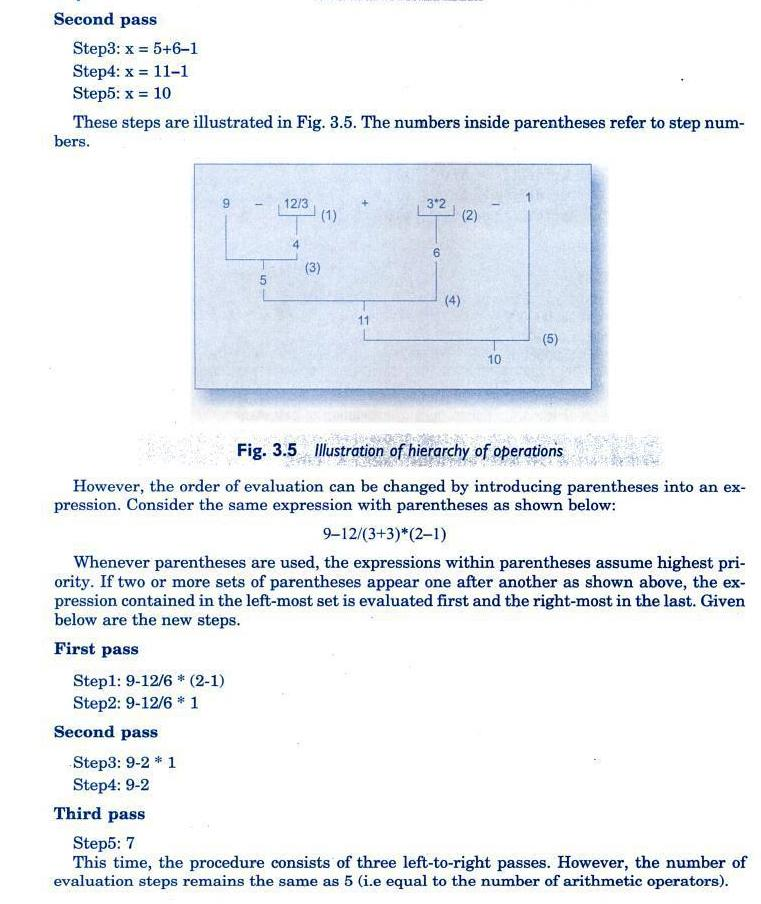 Second pass
Step3: x = 5+6–1
Step4: x = 11–1
Step5: x = 10
These steps are illustrated in Fig. 3.5. The numbers inside parentheses refer to step num-
bers.
9 – 12/3 (1) + 3*2 (2) – 1
4
6
(3)
5
(4)
11
(5)
10
Fig. 3.5 Illustration of hierarchy of operations
However, the order of evaluation can be changed by introducing parentheses into an ex-
pression. Consider the same expression with parentheses as shown below:
9–12/(3+3)*(2–1)
Whenever parentheses are used, the expressions within parentheses assume highest pri-
ority. If two or more sets of parentheses appear one after another as shown above, the ex-
pression contained in the left-most set is evaluated first and the right-most in the last. Given
below are the new steps.
First pass
Step1: 9-12/6 * (2-1)
Step2: 9-12/6 * 1
Second pass
Step3: 9-2 * 1
Step4: 9-2
Third pass
Step5: 7
This time, the procedure consists of three left-to-right passes. However, the number of
evaluation steps remains the same as 5 (i.e equal to the number of arithmetic operators).